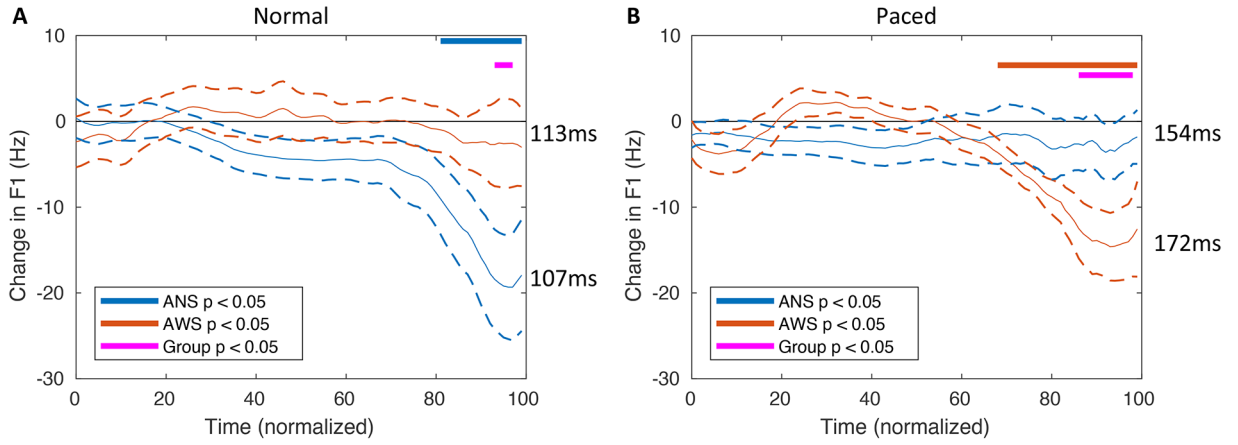 A
Normal
10
0
-10
-20
-30
Change in F1 (Hz)
113ms
107ms
ANS p < 0.05
AWS p < 0.05
Group p < 0.05
0 20 40 60 80 100
Time (normalized)
B
Paced
10
0
-10
-20
-30
Change in F1 (Hz)
154ms
172ms
ANS p < 0.05
AWS p < 0.05
Group p < 0.05
0 20 40 60 80 100
Time (normalized)